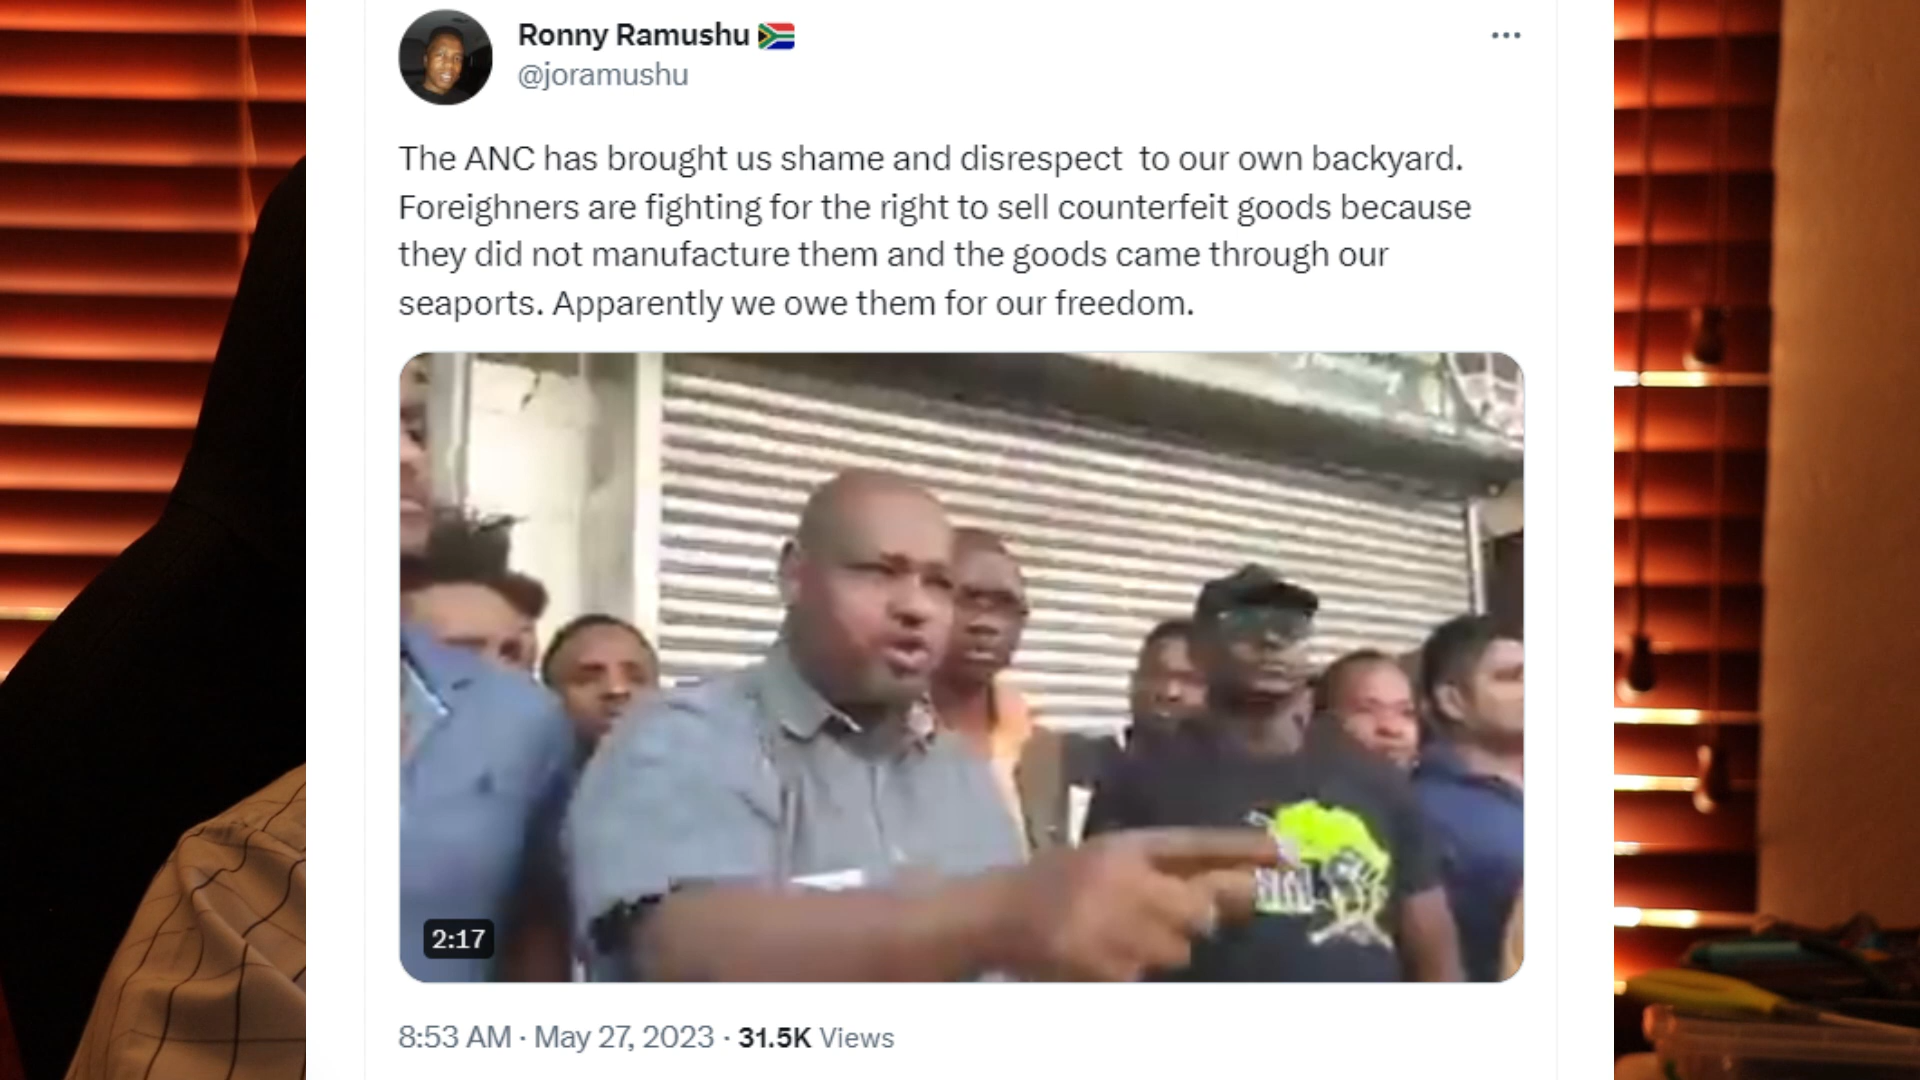 Ronny Ramushu
@joramushu
The ANC has brought us shame and disrespect to our own backyard.
Foreighners are fighting for the right to sell counterfeit goods because
they did not manufacture them and the goods came through our
seaports. Apparently we owe them for our freedom.
2:17
8:53 AM · May 27, 2023 · 31.5K Views